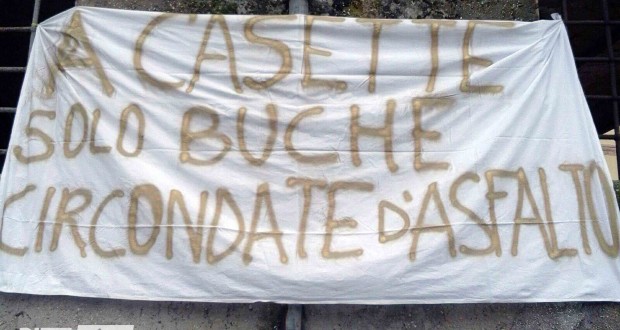 A CASETTE
SOLO BUCHE
CIRCONDATE D'ASFALTO